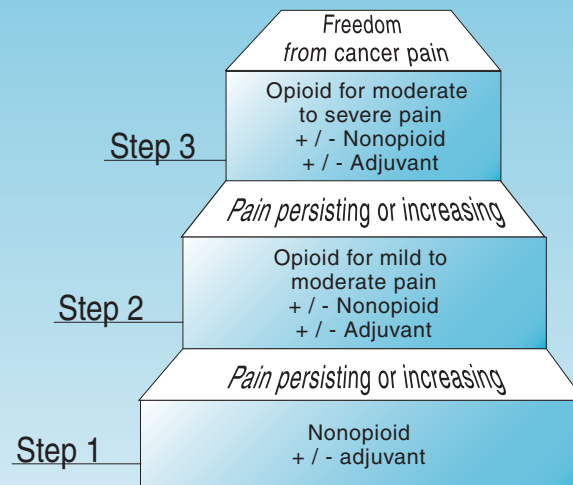 Freedom
from cancer pain
Opioid for moderate
to severe pain
+ / - Nonopioid
+ / - Adjuvant
Step 3
Pain persisting or increasing
Opioid for mild to
moderate pain
+ / - Nonopioid
+ / - Adjuvant
Step 2
Pain persisting or increasing
Nonopioid
+ / - adjuvant
Step 1